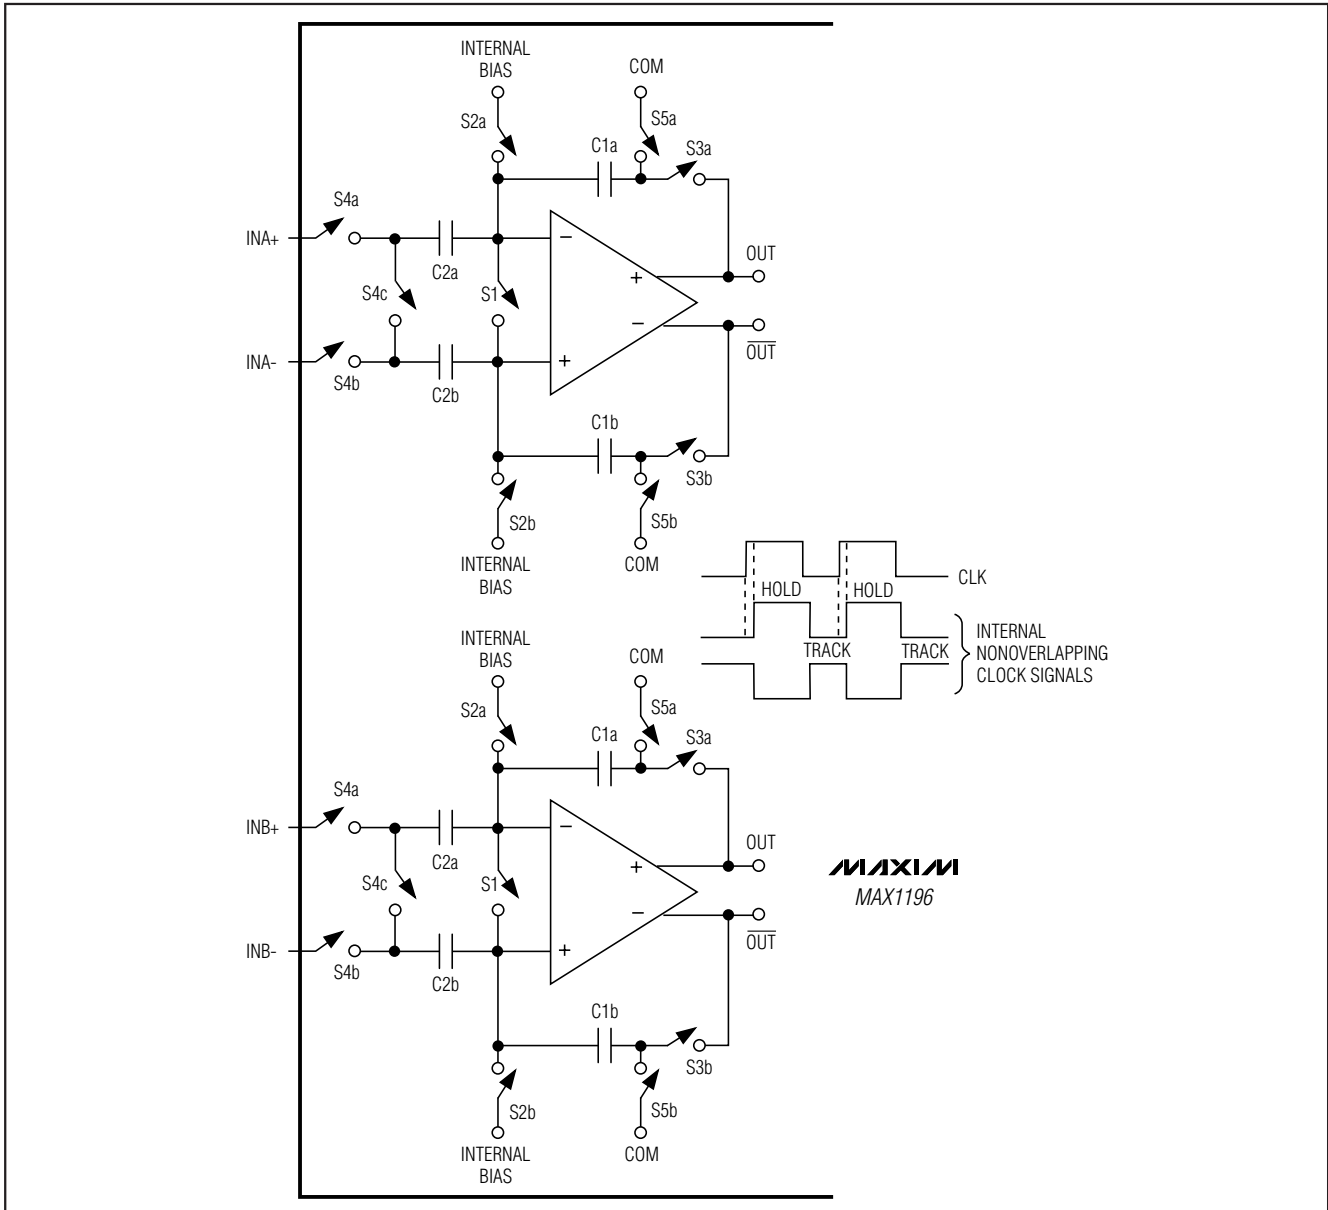 INTERNAL
BIAS
COM
S2a
S5a
C1a
S3a
S4a
INA+
−
OUT
C2a
+
S4c
S1
−
INA-
+
OUT
S4b
C2b
C1b
S3b
S2b
S5b
INTERNAL
BIAS
COM
CLK
HOLD
HOLD
TRACK
TRACK
INTERNAL
NONOVERLAPPING
CLOCK SIGNALS
INTERNAL
BIAS
COM
S2a
S5a
C1a
S3a
S4a
INB+
−
OUT
C2a
+
S4c
S1
−
INB-
+
OUT
S4b
C2b
C1b
S3b
S2b
S5b
INTERNAL
BIAS
COM
MAXIM
MAX1196